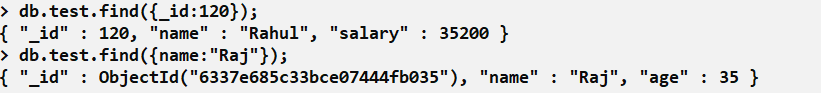 > db.test.find({_id:120});
{ "_id" : 120, "name" : "Rahul", "salary" : 35200 }
> db.test.find({name:"Raj"});
{ "_id" : ObjectId("6337e685c33bce07444fb035"), "name" : "Raj", "age" : 35 }